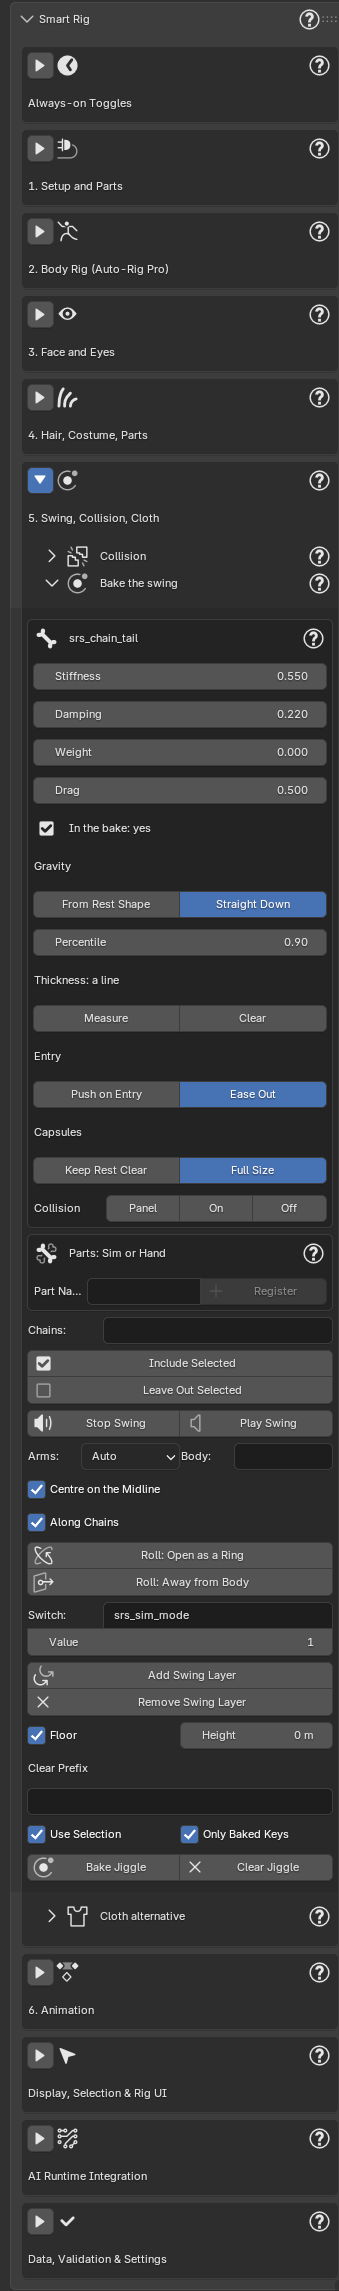 Smart Rig
Always-on Toggles
1. Setup and Parts
2. Body Rig (Auto-Rig Pro)
3. Face and Eyes
4. Hair, Costume, Parts
5. Swing, Collision, Cloth
Collision
Bake the swing
srs_chain_tail
Stiffness 0.550
Damping 0.220
Weight 0.000
Drag 0.500
In the bake: yes
Gravity
From Rest Shape Straight Down
Percentile 0.90
Thickness: a line
Measure Clear
Entry
Push on Entry Ease Out
Capsules
Keep Rest Clear Full Size
Collision Panel On Off
Parts: Sim or Hand
Part Na... Register
Chains:
Include Selected
Leave Out Selected
Stop Swing Play Swing
Arms: Auto Body:
Centre on the Midline
Along Chains
Roll: Open as a Ring
Roll: Away from Body
Switch: srs_sim_mode
Value 1
Add Swing Layer
Remove Swing Layer
Floor Height 0 m
Clear Prefix
Use Selection Only Baked Keys
Bake Jiggle Clear Jiggle
Cloth alternative
6. Animation
Display, Selection & Rig UI
AI Runtime Integration
Data, Validation & Settings